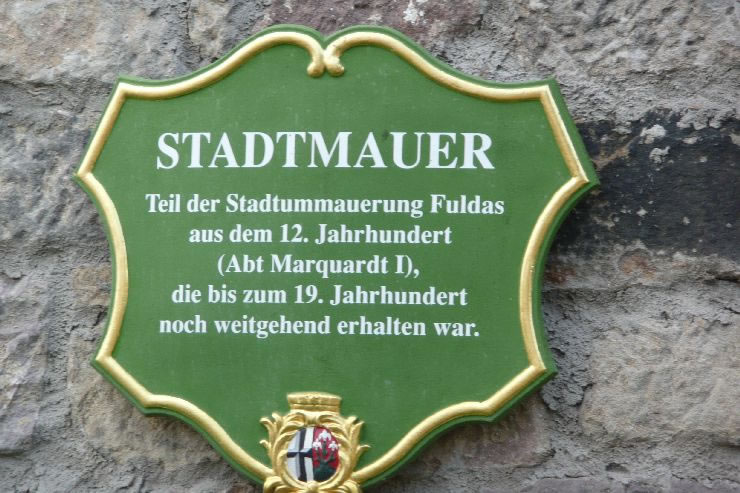 STADTMAUER
Teil der Stadtummauerung Fuldas
aus dem 12. Jahrhundert
(Abt Marquardt I),
die bis zum 19. Jahrhundert
noch weitgehend erhalten war.